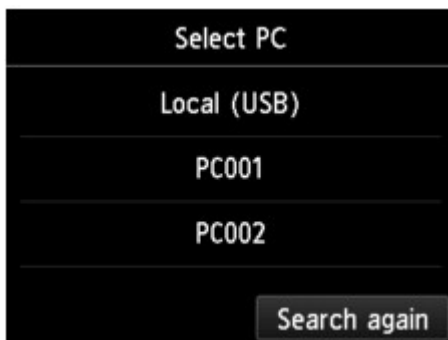 Select PC
Local (USB)
PC001
PC002
Search again